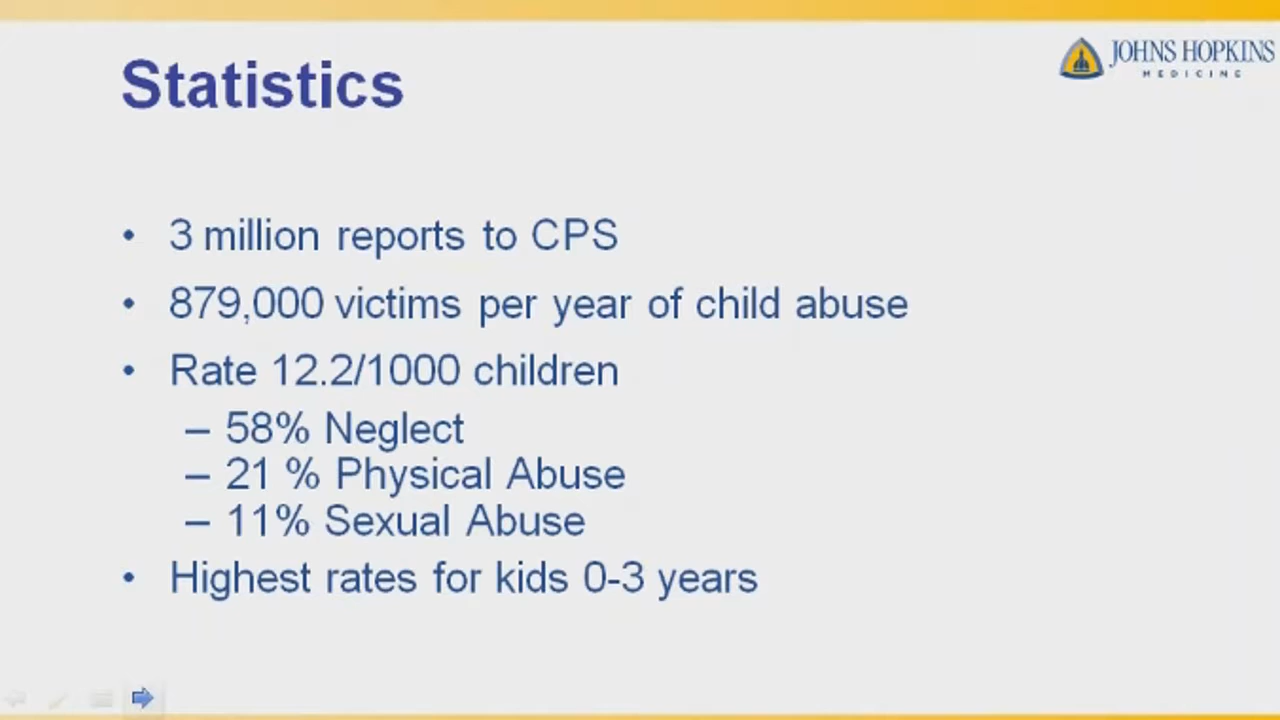 JOHNS HOPKINS
MEDICINE
Statistics
• 3 million reports to CPS
• 879,000 victims per year of child abuse
• Rate 12.2/1000 children
– 58% Neglect
– 21 % Physical Abuse
– 11% Sexual Abuse
• Highest rates for kids 0-3 years